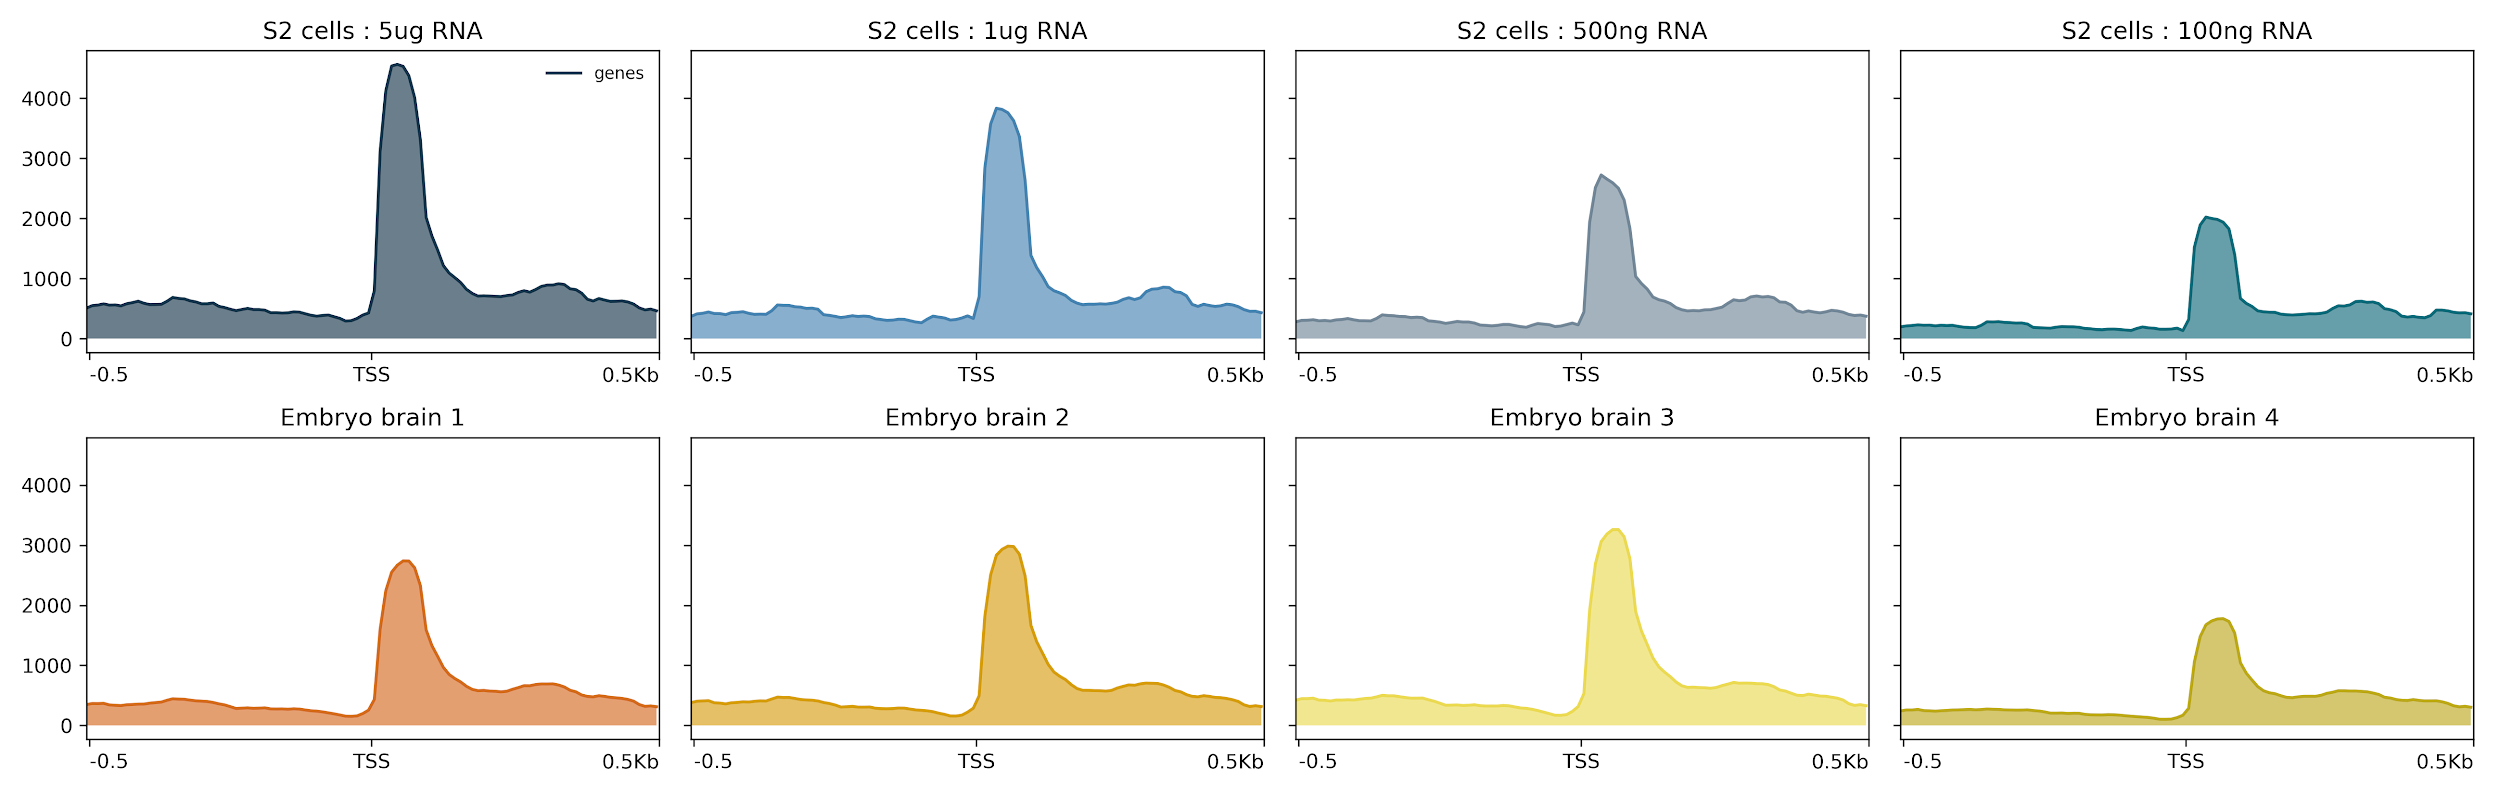 S2 cells : 5ug RNA
S2 cells : 1ug RNA
S2 cells : 500ng RNA
S2 cells : 100ng RNA
genes
4000
3000
2000
1000
0
-0.5 TSS 0.5Kb
-0.5 TSS 0.5Kb
-0.5 TSS 0.5Kb
-0.5 TSS 0.5Kb
Embryo brain 1
Embryo brain 2
Embryo brain 3
Embryo brain 4
4000
3000
2000
1000
0
-0.5 TSS 0.5Kb
-0.5 TSS 0.5Kb
-0.5 TSS 0.5Kb
-0.5 TSS 0.5Kb